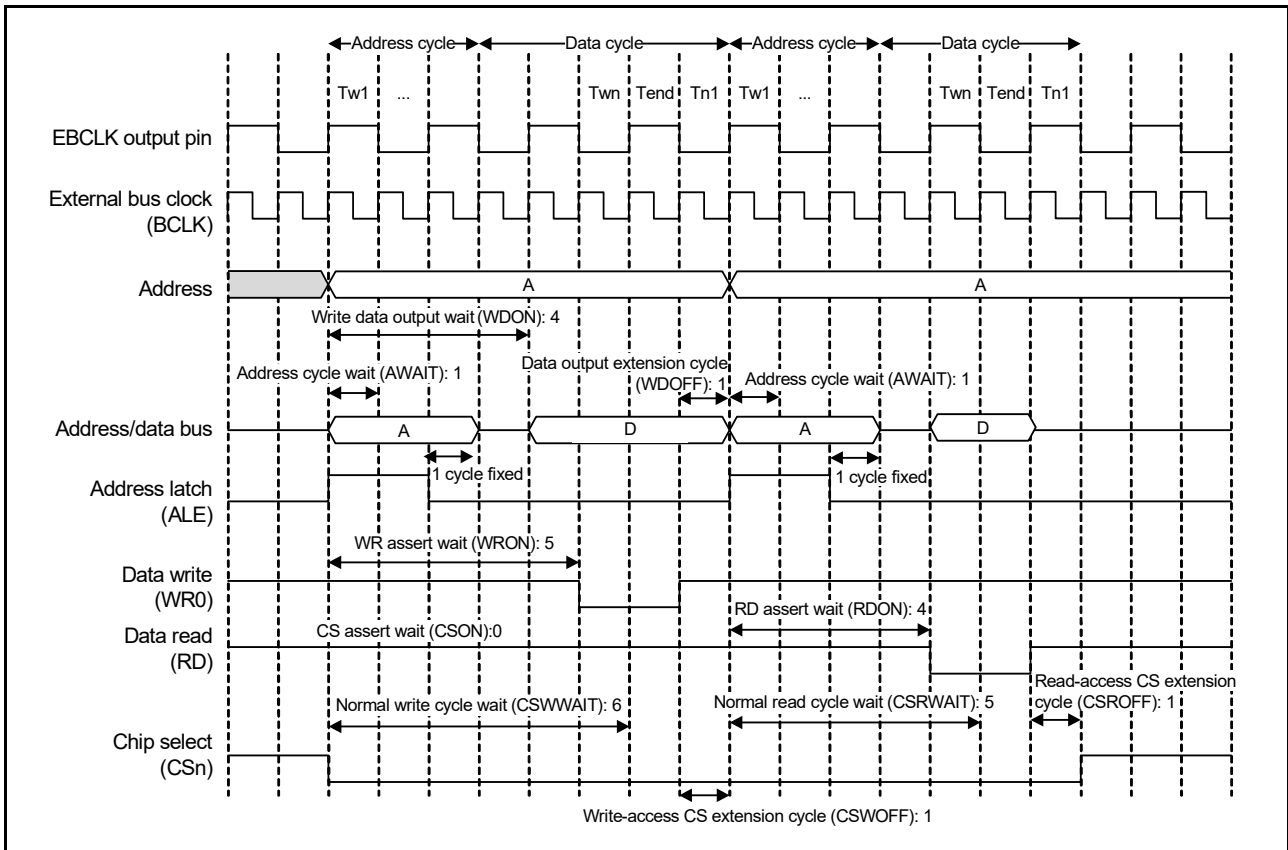 Address cycle Data cycle Address cycle Data cycle
Tw1 ... Twn Tend Tn1 Tw1 ... Twn Tend Tn1
EBCLK output pin
External bus clock
(BCLK)
Address
A A
Write data output wait (WDON): 4
Data output extension cycle
(WDOFF): 1
Address cycle wait (AWAIT): 1
Address cycle wait (AWAIT): 1
Address/data bus
A D A D
1 cycle fixed
1 cycle fixed
Address latch
(ALE)
WR assert wait (WRON): 5
Data write
(WR0)
RD assert wait (RDON): 4
CS assert wait (CSON):0
Data read
(RD)
Read-access CS extension
cycle (CSROFF): 1
Normal write cycle wait (CSWWAIT): 6
Normal read cycle wait (CSRWAIT): 5
Chip select
(CSn)
Write-access CS extension cycle (CSWOFF): 1